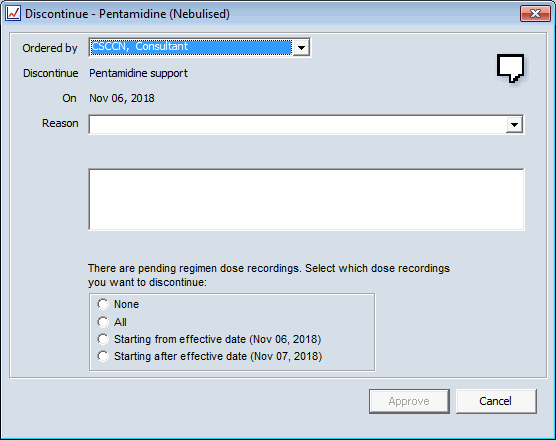 Discontinue - Pentamidine (Nebulised)
Ordered by CSCCN, Consultant
Discontinue Pentamidine support
On Nov 06, 2018
Reason
There are pending regimen dose recordings. Select which dose recordings
you want to discontinue:
None
All
Starting from effective date (Nov 06, 2018)
Starting after effective date (Nov 07, 2018)
Approve Cancel